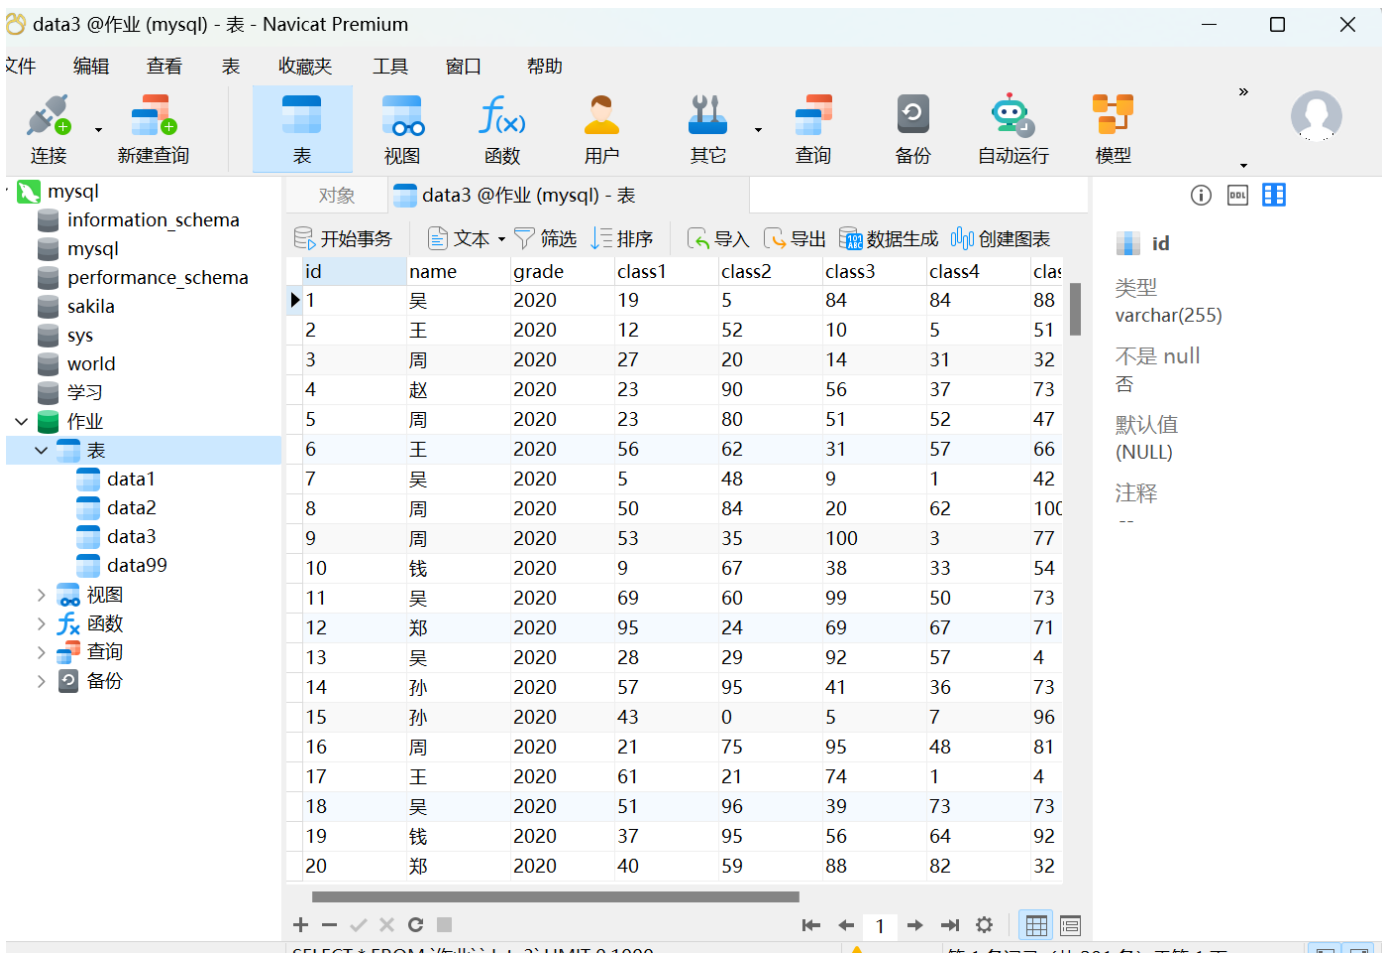 data3 @作业 (mysql) - 表 - Navicat Premium
文件 编辑 查看 表 收藏夹 工具 窗口 帮助
连接 新建查询 表 视图 函数 用户 其它 查询 备份 自动运行 模型
mysql
information_schema
mysql
performance_schema
sakila
sys
world
学习
作业
表
data1
data2
data3
data99
视图
函数
查询
备份
对象 data3 @作业 (mysql) - 表
开始事务 文本 筛选 排序 导入 导出 数据生成 创建图表
id name grade class1 class2 class3 class4 clas
1 吴 2020 19 5 84 84 88
2 王 2020 12 52 10 5 51
3 周 2020 27 20 14 31 32
4 赵 2020 23 90 56 37 73
5 周 2020 23 80 51 52 47
6 王 2020 56 62 31 57 66
7 吴 2020 5 48 9 1 42
8 周 2020 50 84 20 62 100
9 周 2020 53 35 100 3 77
10 钱 2020 9 67 38 33 54
11 吴 2020 69 60 99 50 73
12 郑 2020 95 24 69 67 71
13 吴 2020 28 29 92 57 4
14 孙 2020 57 95 41 36 73
15 孙 2020 43 0 5 7 96
16 周 2020 21 75 95 48 81
17 王 2020 61 21 74 1 4
18 吴 2020 51 96 39 73 73
19 钱 2020 37 95 56 64 92
20 郑 2020 40 59 88 82 32
1
DDL
id
类型
varchar(255)
不是 null
否
默认值
(NULL)
注释
--